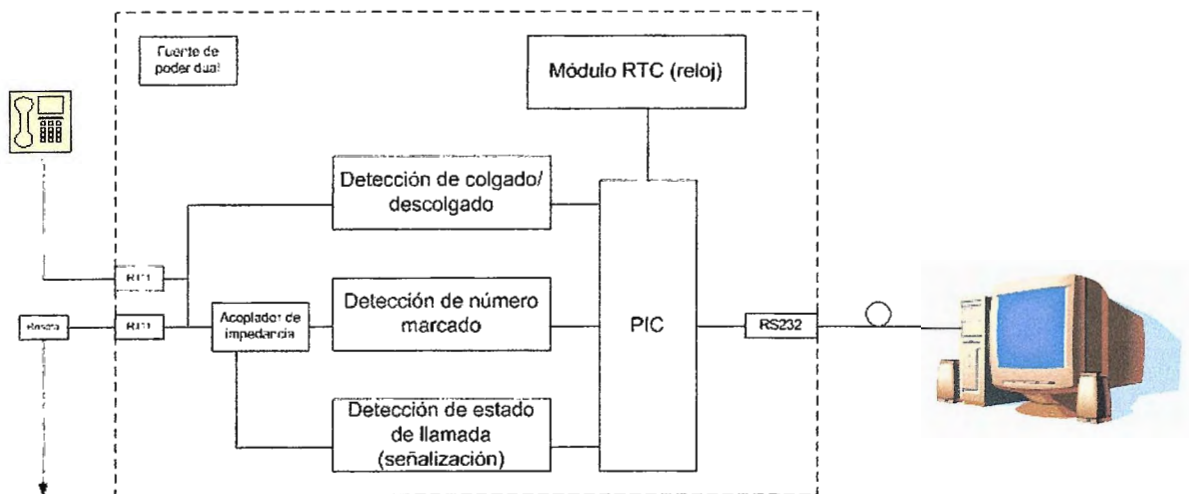 Fuente de
poder dual
Módulo RTC (reloj)
Detección de colgado/
descolgado
Detección de número
marcado
Acoplador de
impedancia
PIC
RS232
Detección de estado
de llamada
(señalización)